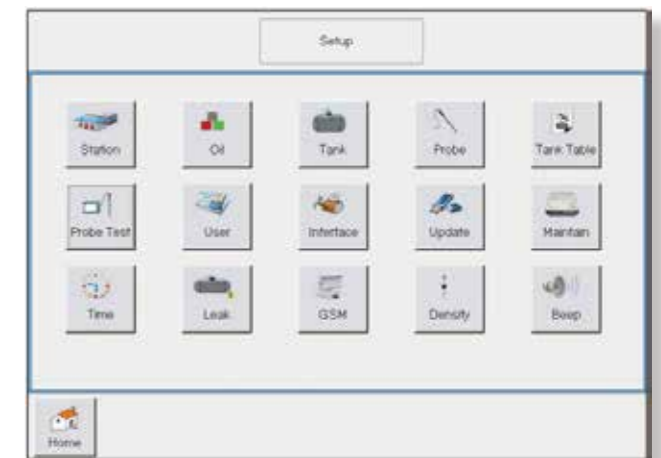 Setup
Station Oil Tank Probe Tank Table
Probe Test User Interface Update Maintain
Time Leak GSM Density Beep
Home